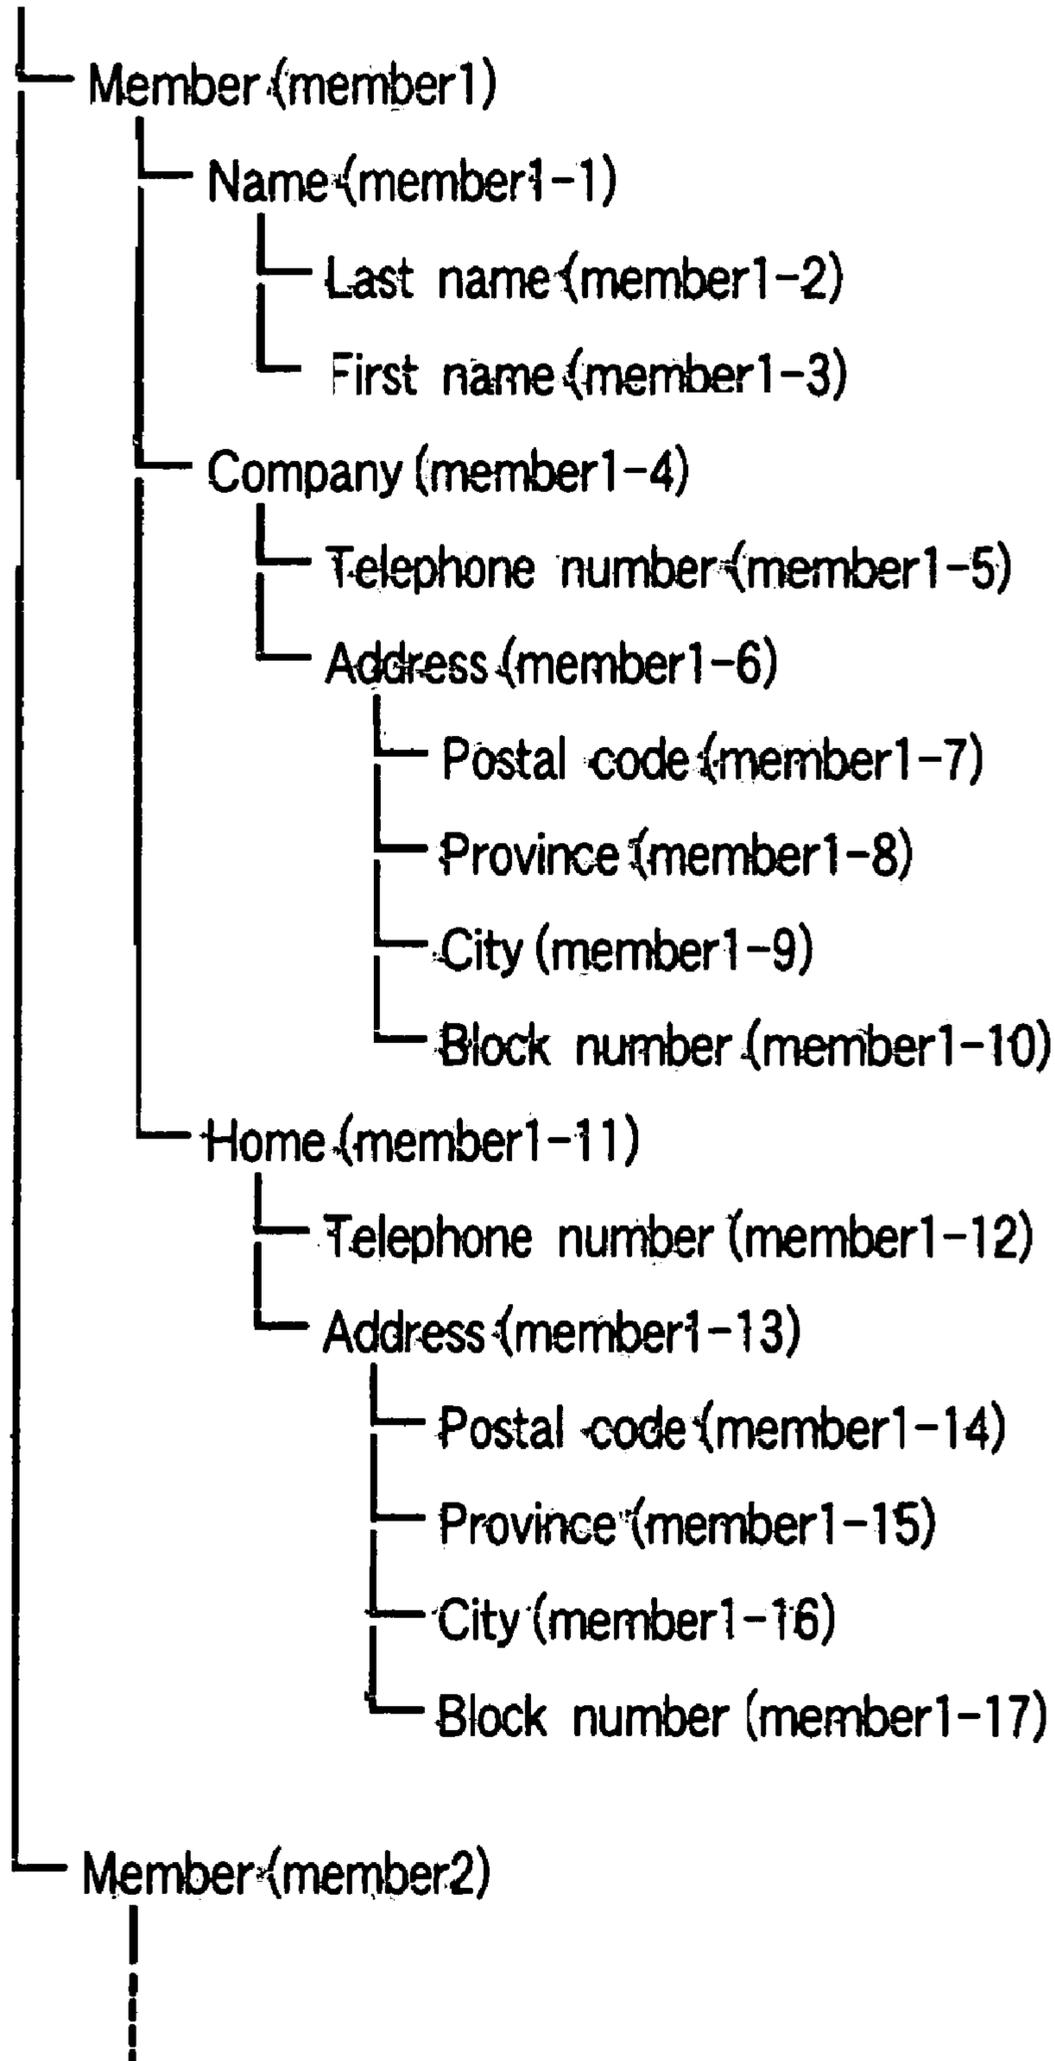 Member (member1)
Name (member1-1)
Last name (member1-2)
First name (member1-3)
Company (member1-4)
Telephone number (member1-5)
Address (member1-6)
Postal code (member1-7)
Province (member1-8)
City (member1-9)
Block number (member1-10)
Home (member1-11)
Telephone number (member1-12)
Address (member1-13)
Postal code (member1-14)
Province (member1-15)
City (member1-16)
Block number (member1-17)
Member (member2)